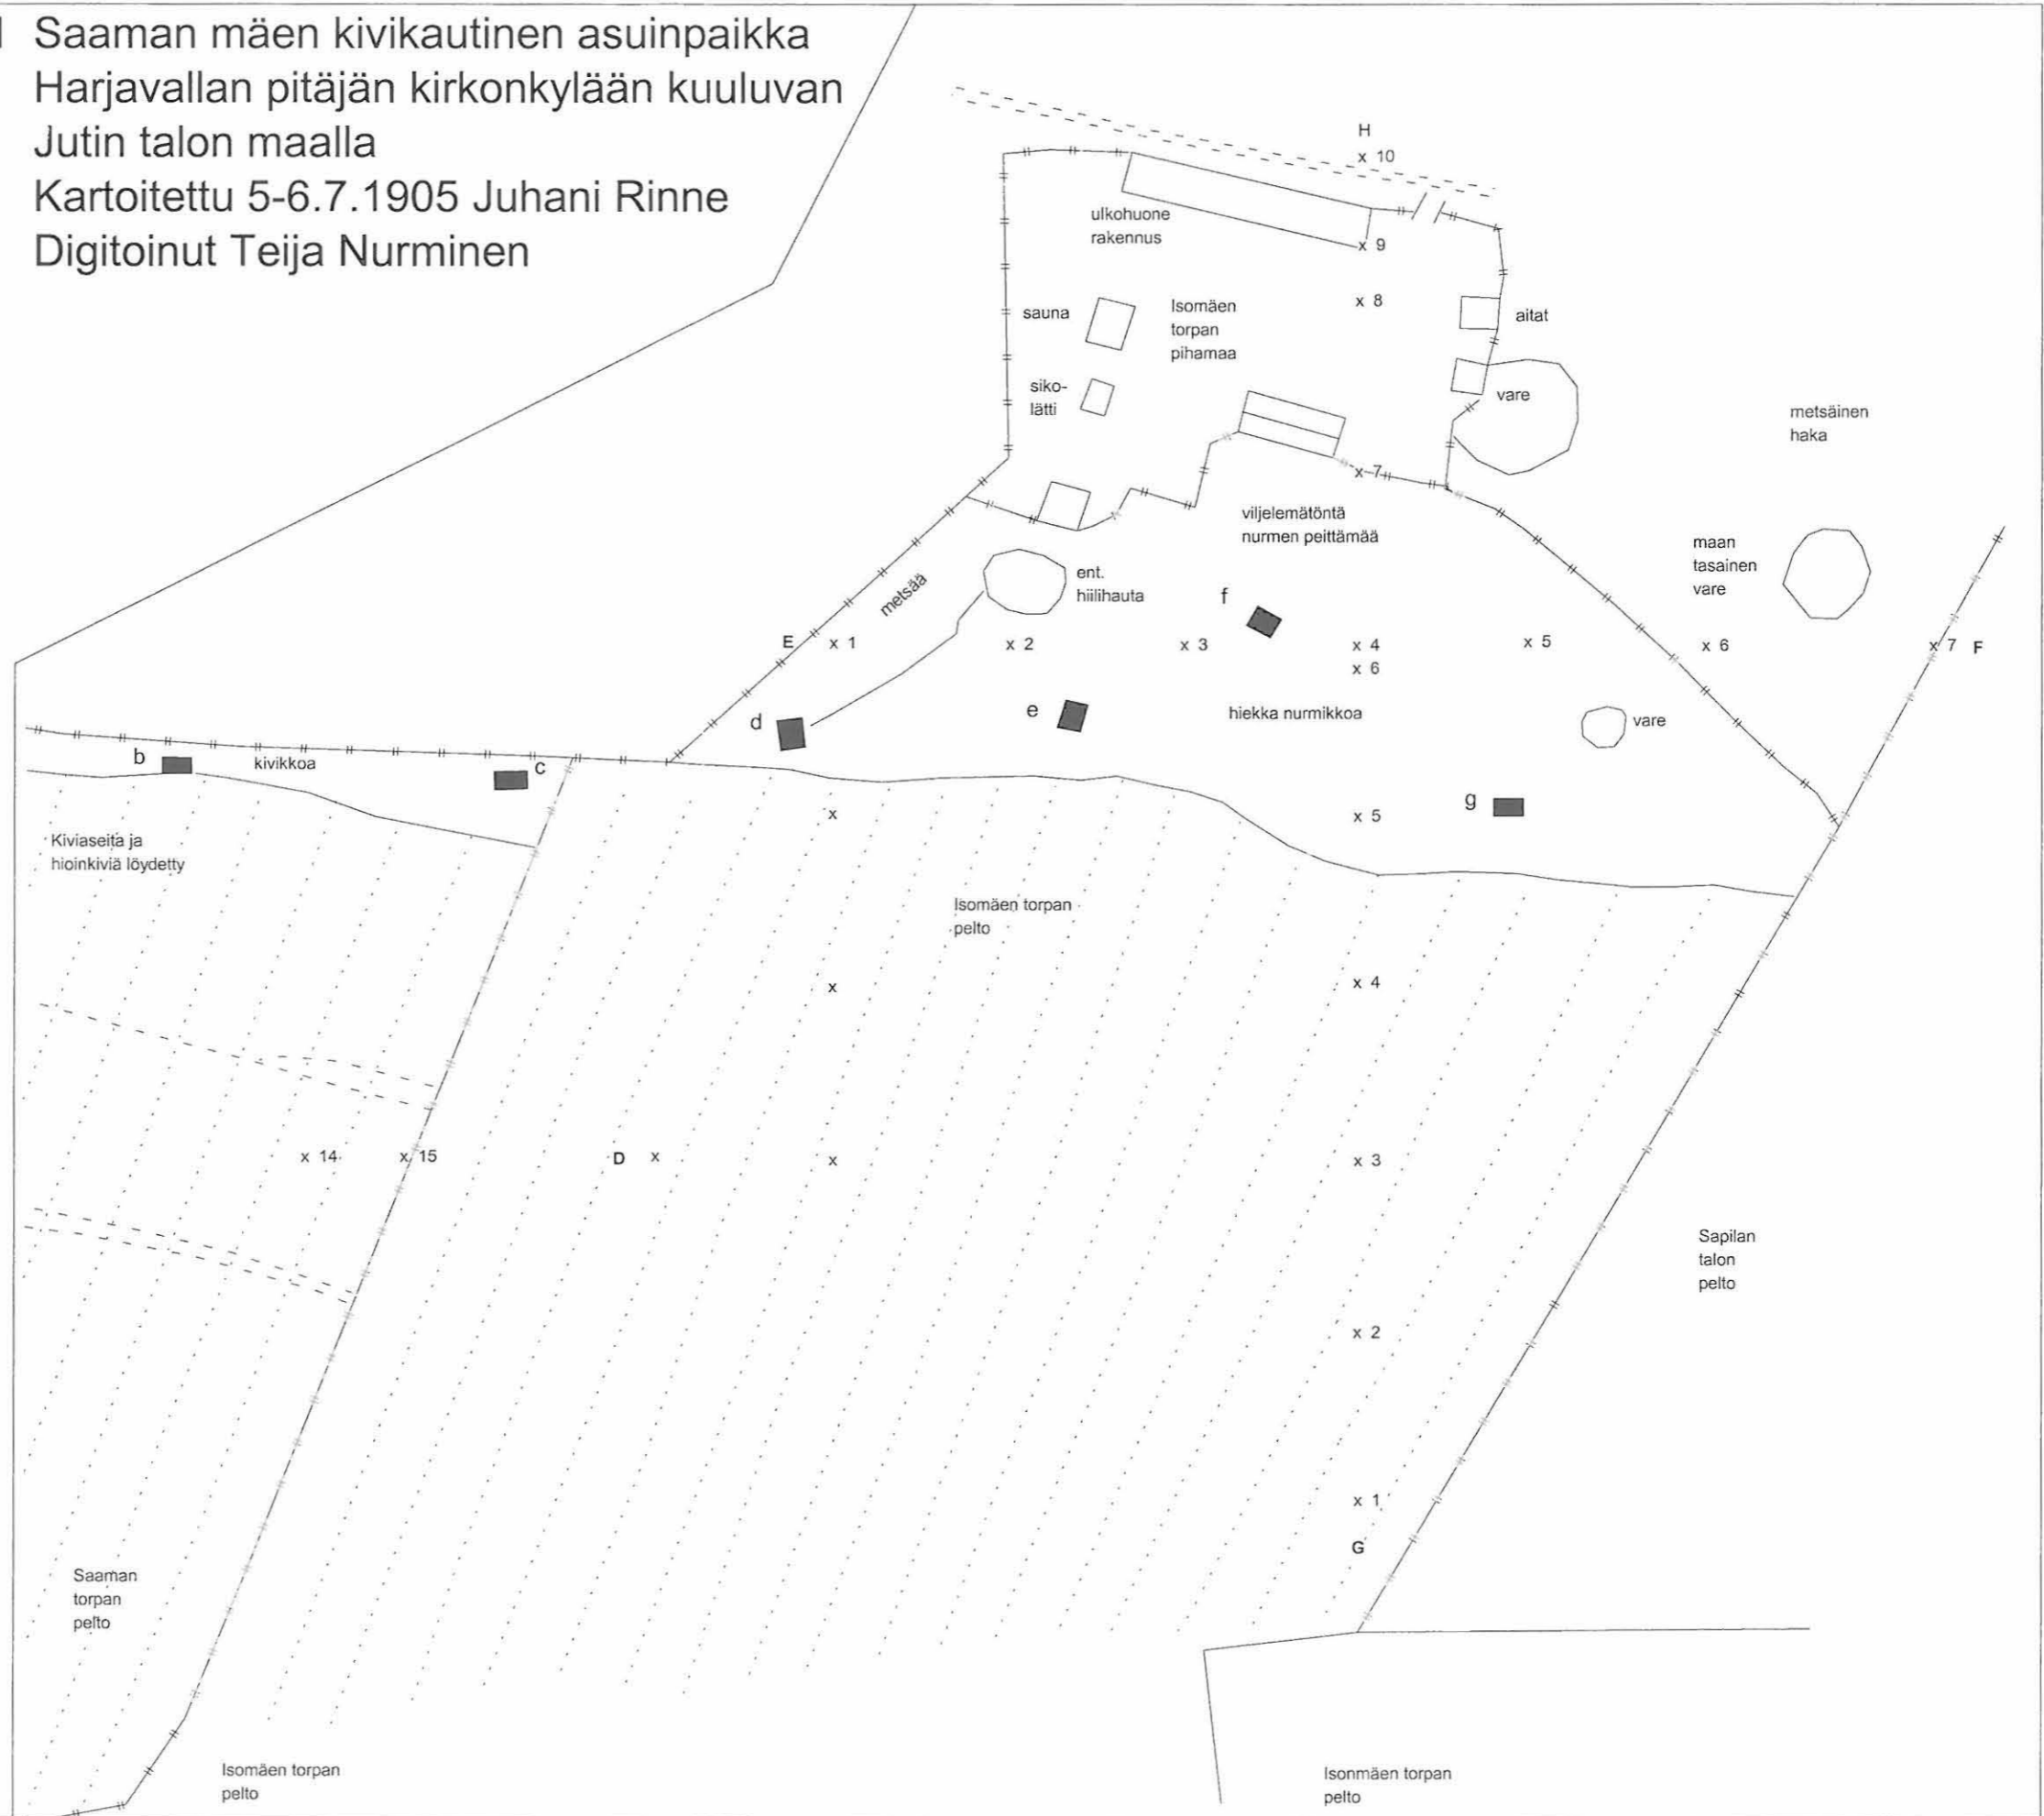 Saaman mäen kivikautinen asuinpaikka
Harjavallan pitäjän kirkonkylään kuuluvan
Jutin talon maalla
Kartoitettu 5-6.7.1905 Juhani Rinne
Digitoinut Teija Nurminen
H
x 10
ulkohuone
rakennus
x 9
x 8
sauna
Isomäen
torpan
pihamaa
aitat
siko-
lätti
vare
metsäinen
haka
x 7
viljelemätöntä
nurmen peittämää
maan
tasainen
vare
ent.
hiilihauta
metsää
f
E x 1
x 2
x 3
x 4
x 5
x 6
x 7 F
x 6
d
e
hiekka nurmikkoa
vare
b
kivikkoa
c
g
x
x 5
Kiviaseita ja
hioinkiviä löydetty
Isomäen torpan
pelto
x
x 4
x 14
x 15
D x
x
x 3
Sapilan
talon
pelto
x 2
x 1
G
Saaman
torpan
pelto
Isomäen torpan
pelto
Isonmäen torpan
pelto